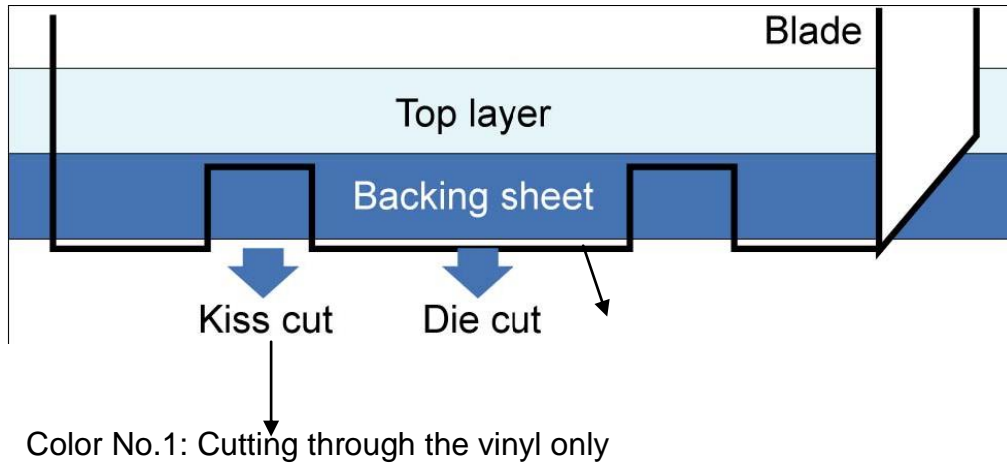 Blade
Top layer
Backing sheet
Kiss cut Die cut
Color No.1: Cutting through the vinyl only